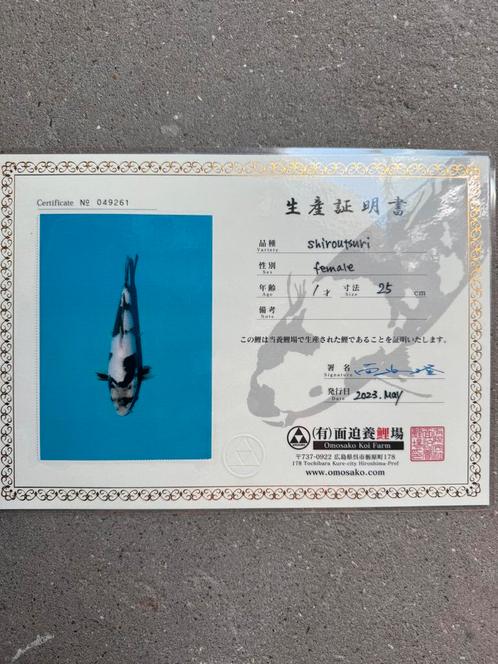 Certificate № 049261
生産証明書
品種 Variety shiroutsuri
性別 Sex female
年齢 Age 1才 寸法 Size 25 cm
備考 Note
この鯉は当養鯉場で生産された鯉であることを証明いたします。
署名 Signature
発行日 Date 2023. May
(有)面迫養鯉場
Omosako Koi Farm
〒737-0922 広島県呉市栃原町178
178 Tochibara Kure-city Hiroshima-Pref
www.omosako.com